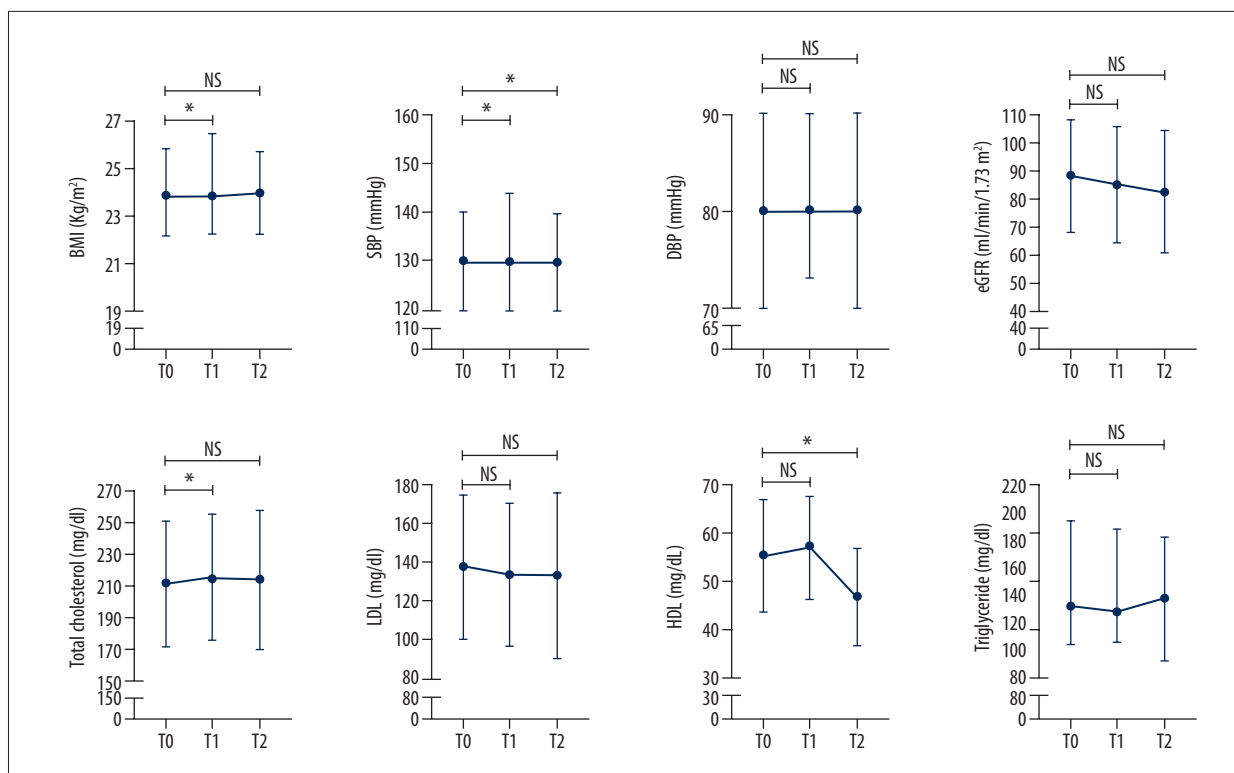 NS
*
BMI (Kg/m²)
27
24
23
21
19
19
0
T0 T1 T2
*
*
SBP (mmHg)
160
150
140
130
120
110
0
T0 T1 T2
NS
NS
DBP (mmHg)
90
80
70
65
0
T0 T1 T2
NS
NS
eGFR (ml/min/1.73 m²)
110
100
90
80
70
60
50
40
40
0
T0 T1 T2
NS
*
Total cholesterol (mg/dl)
270
250
230
210
190
170
150
150
0
T0 T1 T2
NS
NS
LDL (mg/dl)
180
160
140
120
100
80
80
0
T0 T1 T2
*
NS
HDL (mg/dL)
70
60
50
40
30
30
0
T0 T1 T2
NS
NS
Triglyceride (mg/dl)
220
200
180
160
140
120
100
80
80
0
T0 T1 T2